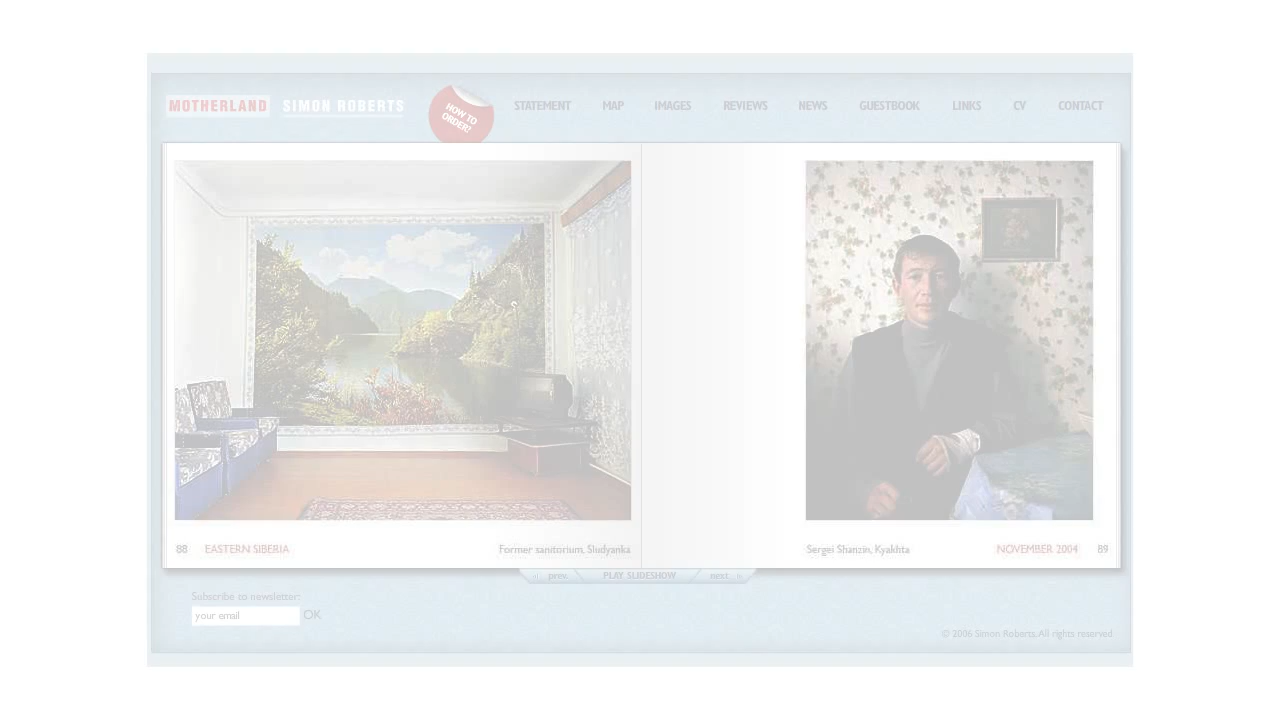 MOTHERLAND SIMON ROBERTS
HOW TO
ORDER!
STATEMENT MAP IMAGES REVIEWS NEWS GUESTBOOK LINKS CV CONTACT
88 EASTERN SIBERIA Former sanitorium, Sludyanka
Sergei Shanzin, Kyakhta NOVEMBER 2004 89
prev. PLAY SLIDESHOW next
Subscribe to newsletter:
your email OK
© 2006 Simon Roberts. All rights reserved